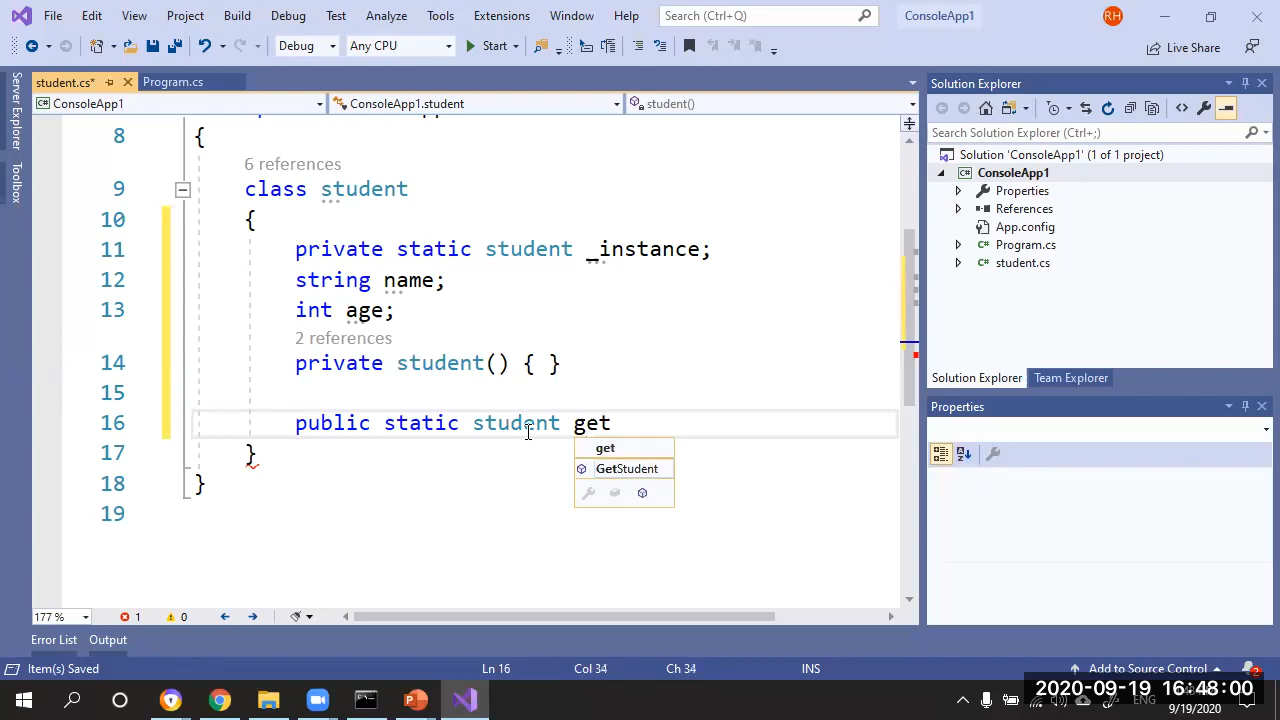 File Edit View Project Build Debug Test Analyze Tools Extensions Window Help Search (Ctrl+Q) ConsoleApp1 RH
Debug Any CPU Start Live Share
student.cs* Program.cs
ConsoleApp1 ConsoleApp1.student student()
Server Explorer
Toolbox
8 {
6 references
9 class student
10 {
11 private static student _instance;
12 string name;
13 int age;
2 references
14 private student() { }
15
16 public static student get
get
GetStudent
17 }
18 }
19
177 % 1 0
Solution Explorer
Search Solution Explorer (Ctrl+;)
Solution 'ConsoleApp1' (1 of 1 project)
ConsoleApp1
Properties
References
App.config
Program.cs
student.cs
Solution Explorer Team Explorer
Properties
Error List Output
Item(s) Saved Ln 16 Col 34 Ch 34 INS Add to Source Control 2
2020-09-19 16:48:00
ENG
9/19/2020